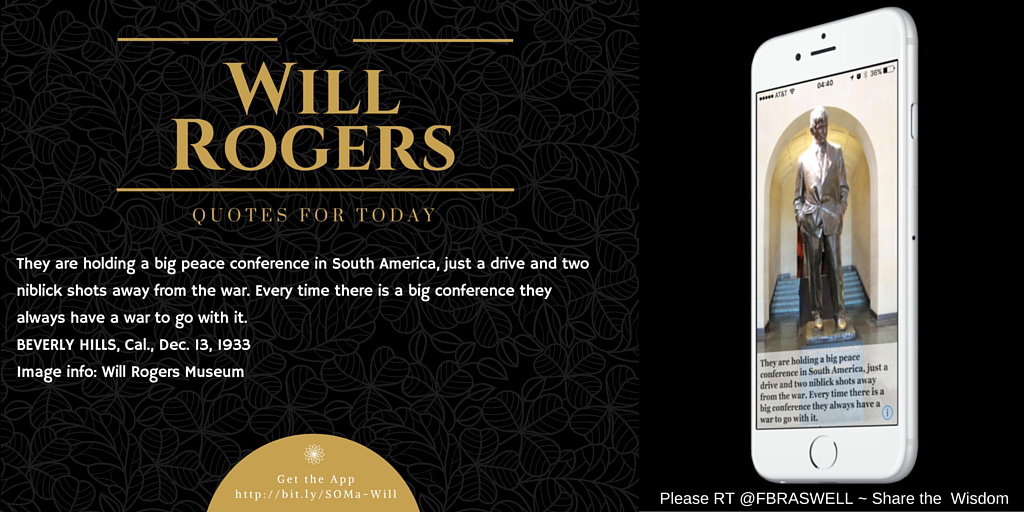 WILL
ROGERS
QUOTES FOR TODAY
They are holding a big peace conference in South America, just a drive and two
niblick shots away from the war. Every time there is a big conference they
always have a war to go with it.
BEVERLY HILLS, Cal., Dec. 13, 1933
Image info: Will Rogers Museum
Get the App
http://bit.ly/SOMa-Will
AT&T 04:40 36%
They are holding a big peace
conference in South America, just a
drive and two niblick shots away
from the war. Every time there is a
big conference they always have a
war to go with it.
Please RT @FBRASWELL ~ Share the Wisdom